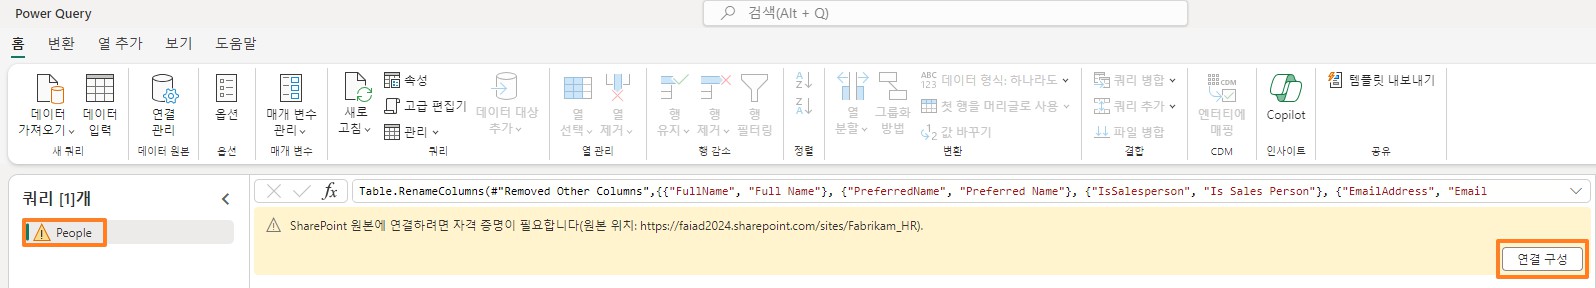 Power Query
검색(Alt + Q)
홈 변환 열 추가 보기 도움말
데이터 가져오기
데이터 입력
새 쿼리
연결 관리
데이터 원본
옵션
옵션
매개 변수 관리
매개 변수
새로 고침
속성
고급 편집기
관리
데이터 대상 추가
쿼리
열 선택
열 제거
열 관리
행 유지
행 제거
행 필터링
행 감소
정렬
열 분할
그룹화 방법
데이터 형식: 하나라도
첫 행을 머리글로 사용
값 바꾸기
변환
쿼리 병합
쿼리 추가
파일 병합
결합
CDM
엔터티에 매핑
CDM
Copilot
인사이트
템플릿 내보내기
공유
쿼리 [1]개
People
fx Table.RenameColumns(#"Removed Other Columns",{{"FullName", "Full Name"}, {"PreferredName", "Preferred Name"}, {"IsSalesperson", "Is Sales Person"}, {"EmailAddress", "Email
SharePoint 원본에 연결하려면 자격 증명이 필요합니다(원본 위치: https://faiad2024.sharepoint.com/sites/Fabrikam_HR).
연결 구성